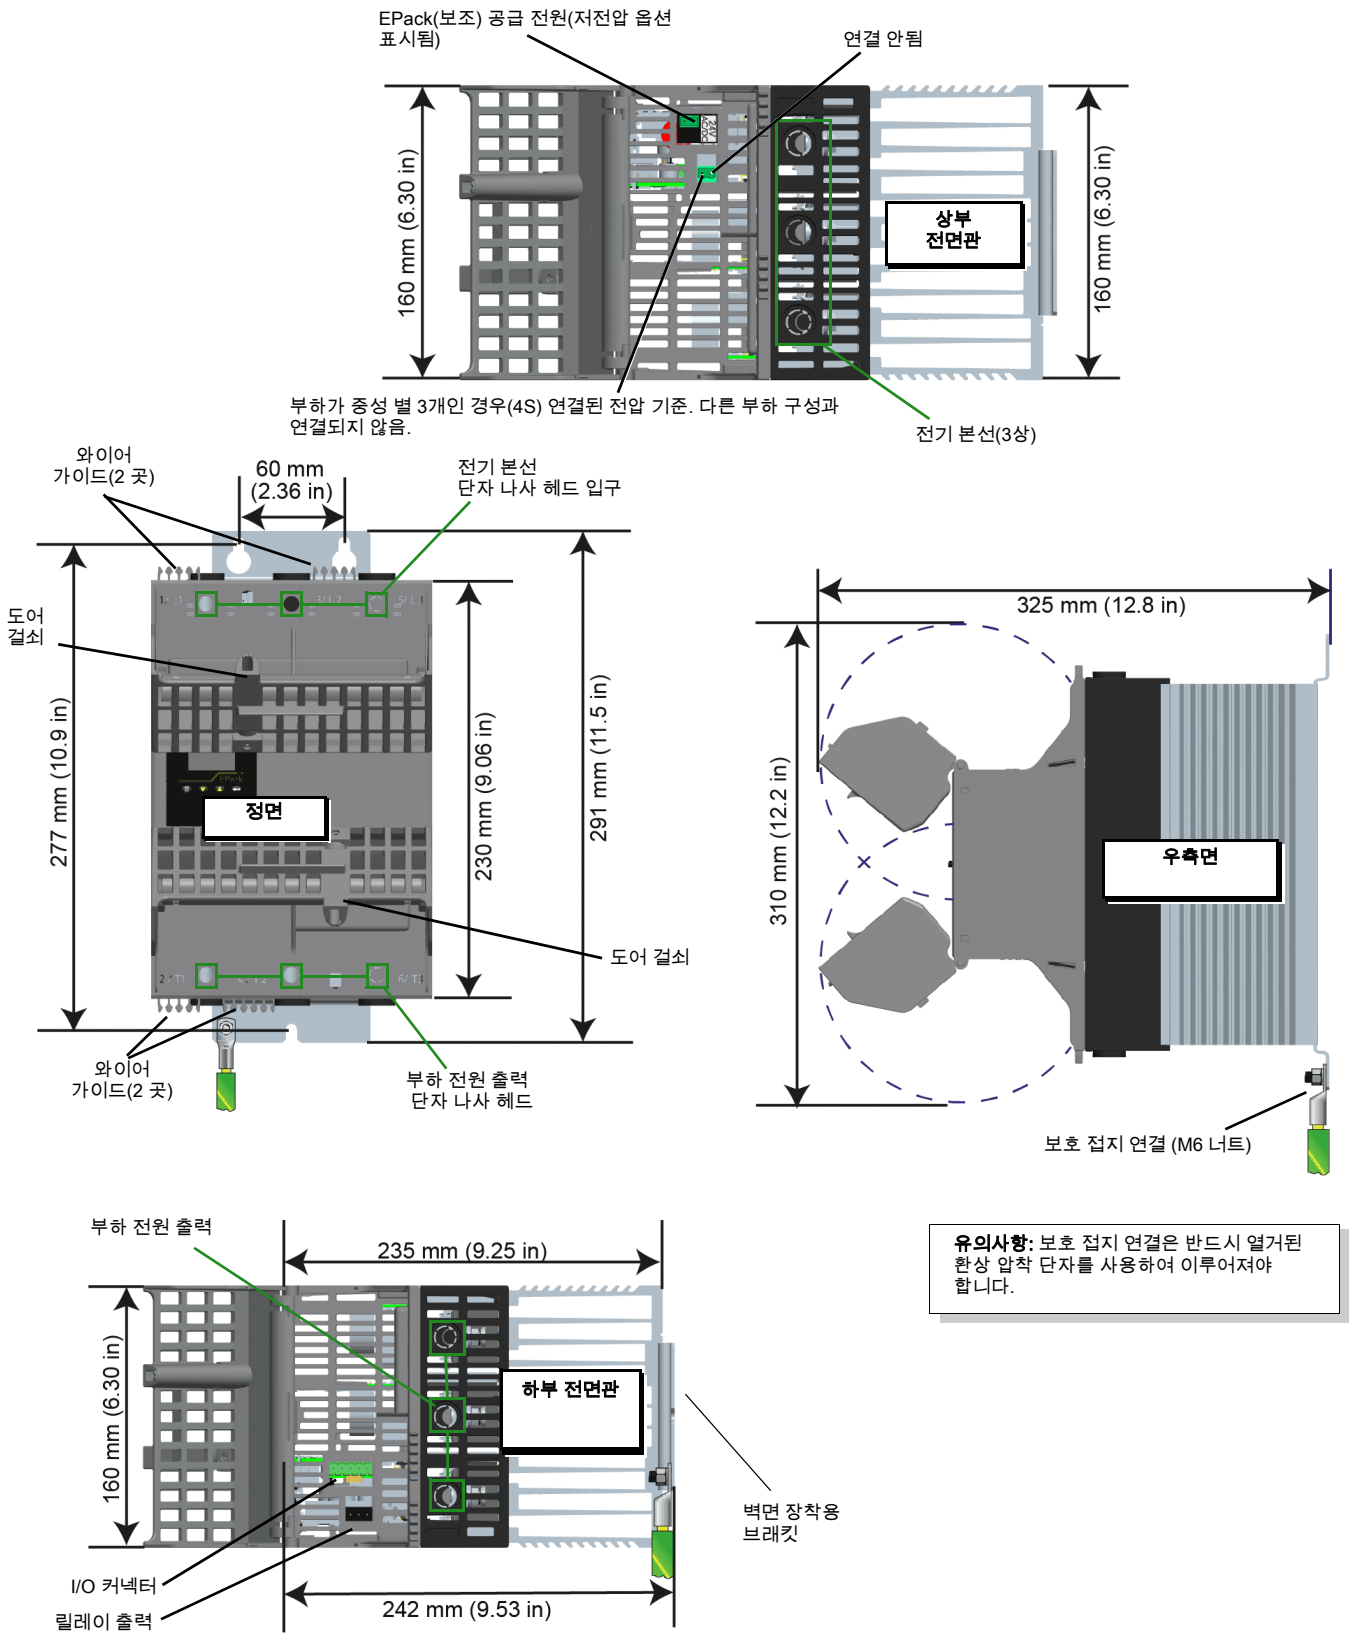 EPack(보조) 공급 전원(저전압 옵션
표시됨)
연결 안됨
24V
AC/DC
160 mm (6.30 in)
160 mm (6.30 in)
상부
전면관
부하가 중성 별 3개인 경우(4S) 연결된 전압 기준. 다른 부하 구성과
연결되지 않음.
전기 본선(3상)
와이어
가이드(2 곳)
60 mm
(2.36 in)
전기 본선
단자 나사 헤드 입구
도어
걸쇠
277 mm (10.9 in)
230 mm (9.06 in)
291 mm (11.5 in)
EPack
정면
도어 걸쇠
2/T1
6/T3
와이어
가이드(2 곳)
부하 전원 출력
단자 나사 헤드
325 mm (12.8 in)
310 mm (12.2 in)
우측면
보호 접지 연결 (M6 너트)
부하 전원 출력
235 mm (9.25 in)
160 mm (6.30 in)
하부 전면관
벽면 장착용
브래킷
I/O 커넥터
릴레이 출력
242 mm (9.53 in)
유의사항: 보호 접지 연결은 반드시 열거된
환상 압착 단자를 사용하여 이루어져야
합니다.